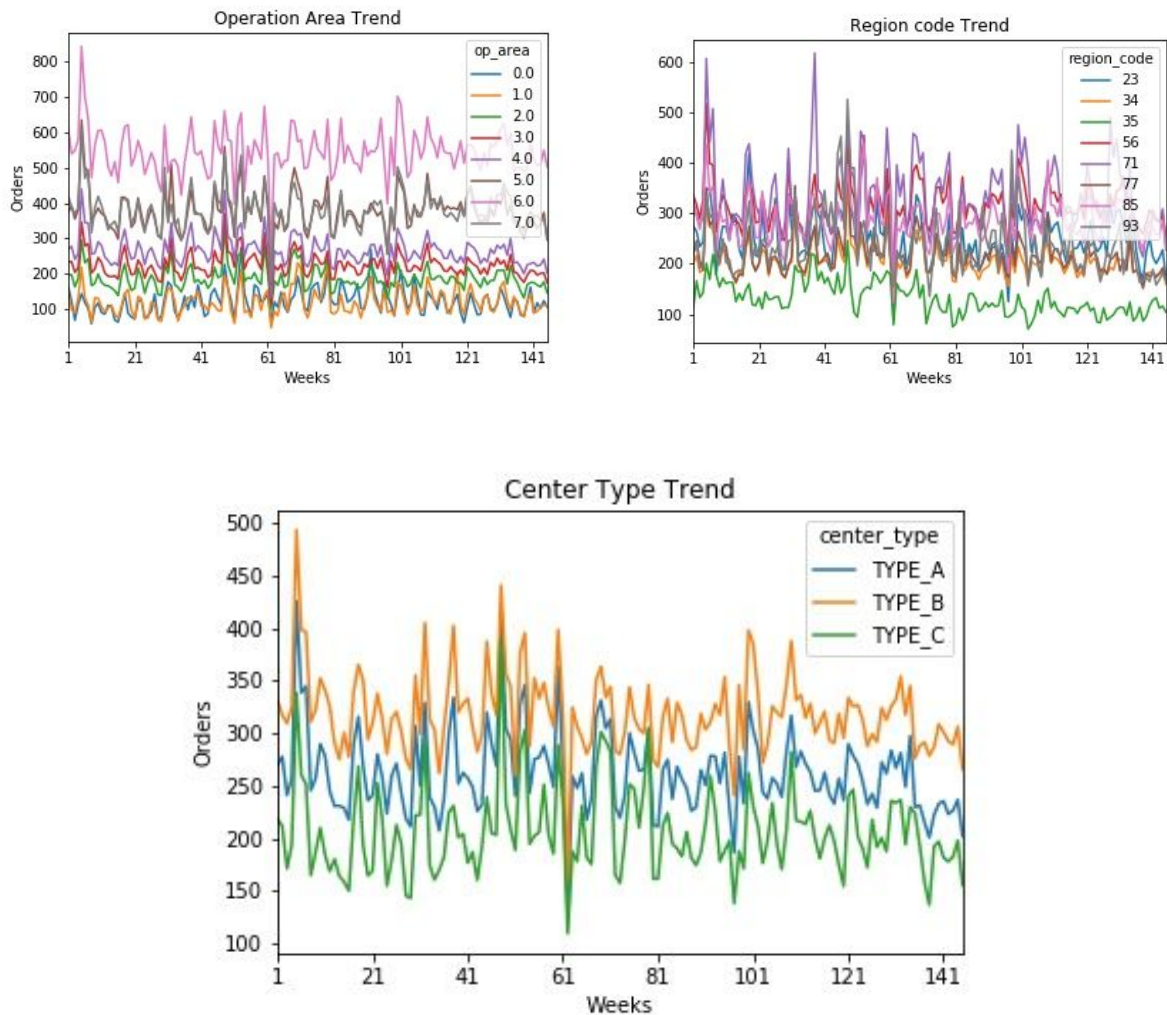 Operation Area Trend
op_area
0.0
1.0
2.0
3.0
4.0
5.0
6.0
7.0
800
700
600
500
400
300
200
100
Orders
1 21 41 61 81 101 121 141
Weeks
Region code Trend
region_code
23
34
35
56
71
77
85
93
600
500
400
300
200
100
Orders
1 21 41 61 81 101 121 141
Weeks
Center Type Trend
center_type
TYPE_A
TYPE_B
TYPE_C
500
450
400
350
300
250
200
150
100
Orders
1 21 41 61 81 101 121 141
Weeks